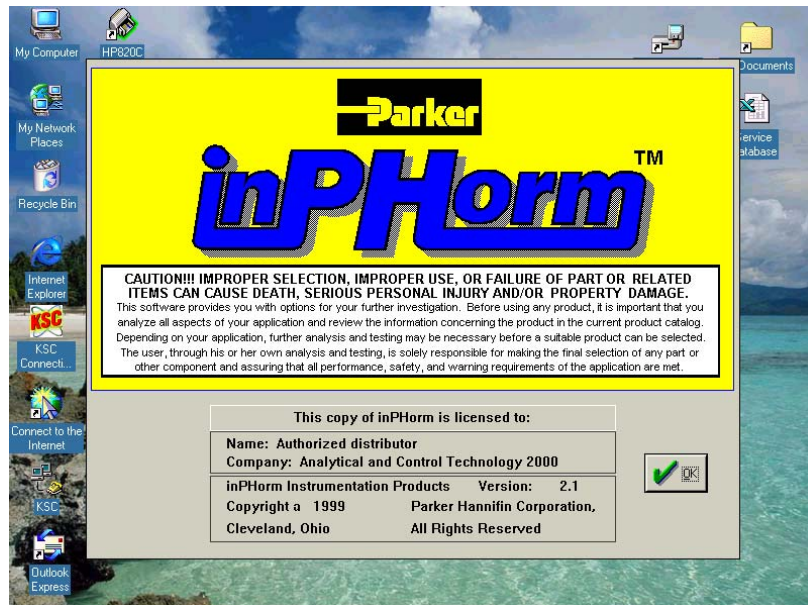 My Computer
HP820C
Documents
My Network
Places
ervice
atabase
Recycle Bin
Internet
Explorer
KSC
KSC
Connecti...
Connect to the
Internet
KSC
Outlook
Express
Parker
inPHorm TM
CAUTION!!! IMPROPER SELECTION, IMPROPER USE, OR FAILURE OF PART OR RELATED
ITEMS CAN CAUSE DEATH, SERIOUS PERSONAL INJURY AND/OR PROPERTY DAMAGE.
This software provides you with options for your further investigation. Before using any product, it is important that you
analyze all aspects of your application and review the information concerning the product in the current product catalog.
Depending on your application, further analysis and testing may be necessary before a suitable product can be selected.
The user, through his or her own analysis and testing, is solely responsible for making the final selection of any part or
other component and assuring that all performance, safety, and warning requirements of the application are met.
This copy of inPHorm is licensed to:
Name: Authorized distributor
Company: Analytical and Control Technology 2000
inPHorm Instrumentation Products Version: 2.1
Copyright a 1999 Parker Hannifin Corporation,
Cleveland, Ohio All Rights Reserved
OK